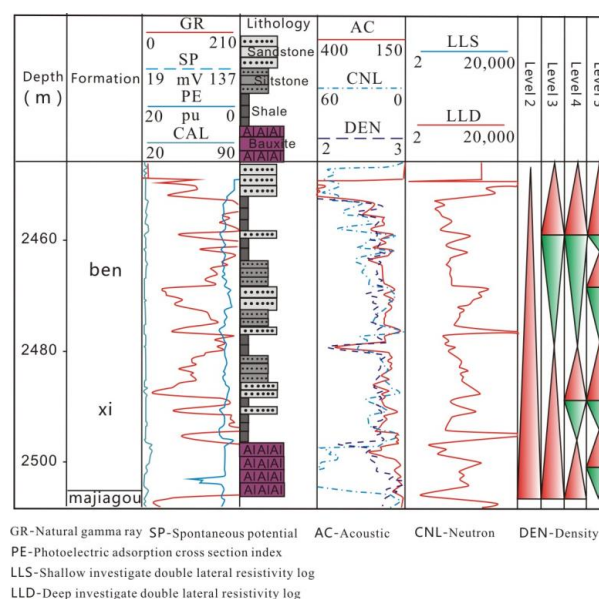 GR
0 210
SP
19 mV 137
PE
20 pu 0
CAL
20 90
Lithology
Sandstone
Siltstone
Shale
Bauxite
AC
400 150
CNL
60 0
DEN
2 3
LLS
2 20,000
LLD
2 20,000
Level 2
Level 3
Level 4
Depth
(m)
Formation
2460
ben
2480
xi
2500
majiagou
GR-Natural gamma ray SP-Spontaneous potential AC-Acoustic CNL-Neutron DEN-Density
PE-Photoelectric adsorption cross section index
LLS-Shallow investigate double lateral resistivity log
LLD-Deep investigate double lateral resistivity log